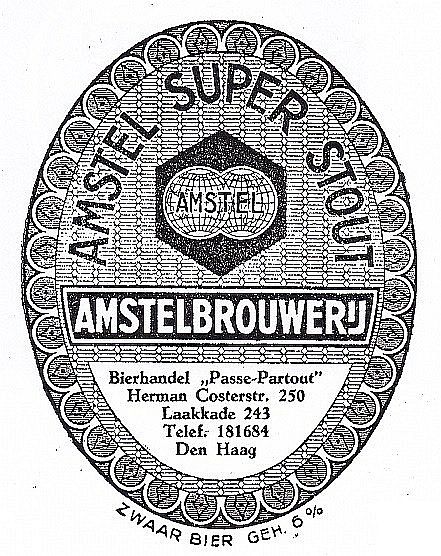 AMSTEL SUPER STOUT
AMSTEL
AMSTELBROUWERIJ
Bierhandel „Passe-Partout"
Herman Costerstr. 250
Laakkade 243
Telef. 181684
Den Haag
ZWAAR BIER GEH. 6%